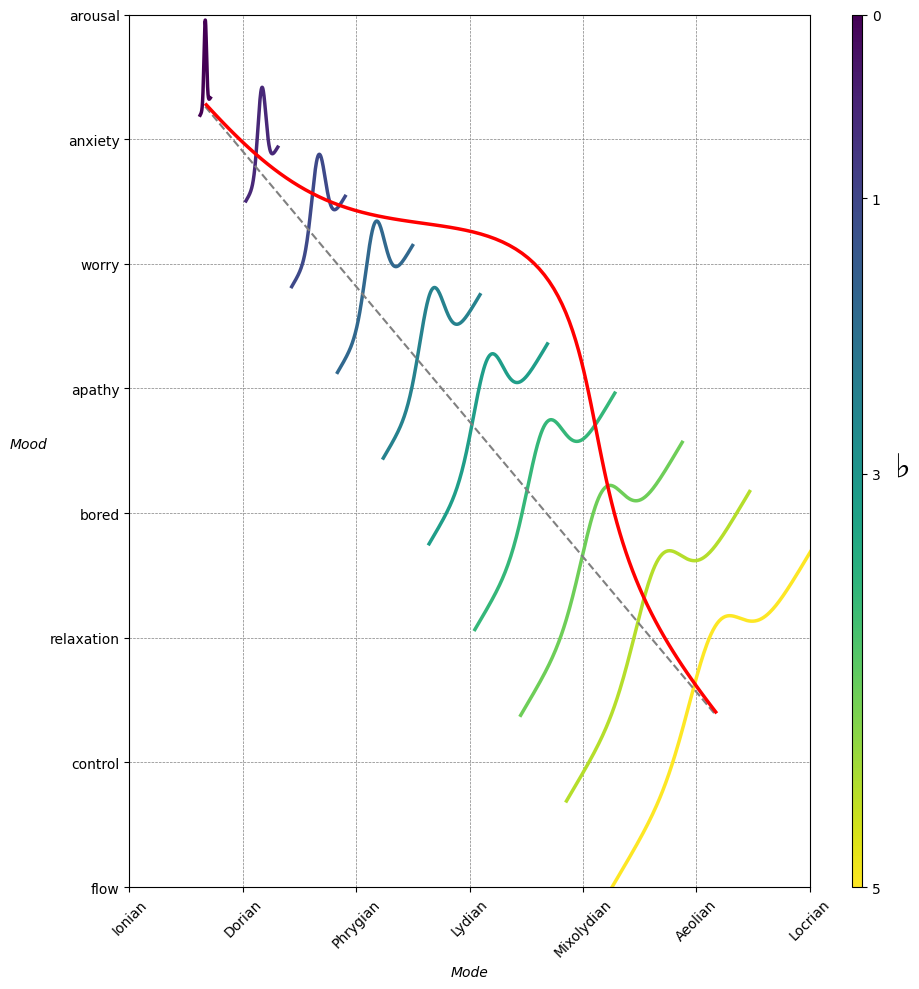 arousal
anxiety
worry
apathy
bored
relaxation
control
flow
Mood
Ionian
Dorian
Phrygian
Lydian
Mixolydian
Aeolian
Locrian
Mode
0
1
3
5
♭